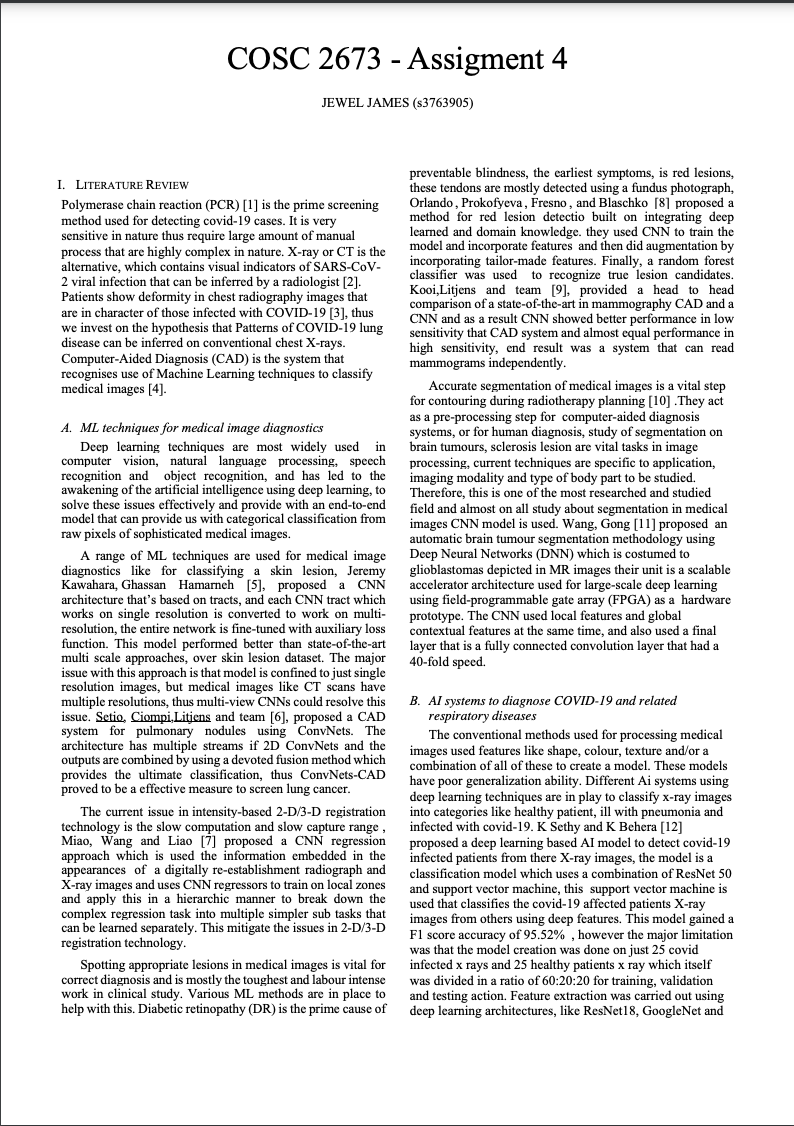 COSC 2673 - Assigment 4
JEWEL JAMES (s3763905)
I. LITERATURE REVIEW
Polymerase chain reaction (PCR) [1] is the prime screening
method used for detecting covid-19 cases. It is very
sensitive in nature thus require large amount of manual
process that are highly complex in nature. X-ray or CT is the
alternative, which contains visual indicators of SARS-CoV-
2 viral infection that can be inferred by a radiologist [2].
Patients show deformity in chest radiography images that
are in character of those infected with COVID-19 [3], thus
we invest on the hypothesis that Patterns of COVID-19 lung
disease can be inferred on conventional chest X-rays.
Computer-Aided Diagnosis (CAD) is the system that
recognises use of Machine Learning techniques to classify
medical images [4].
A. ML techniques for medical image diagnostics
Deep learning techniques are most widely used in
computer vision, natural language processing, speech
recognition and object recognition, and has led to the
awakening of the artificial intelligence using deep learning, to
solve these issues effectively and provide with an end-to-end
model that can provide us with categorical classification from
raw pixels of sophisticated medical images.
A range of ML techniques are used for medical image
diagnostics like for classifying a skin lesion, Jeremy
Kawahara, Ghassan Hamarneh [5], proposed a CNN
architecture that's based on tracts, and each CNN tract which
works on single resolution is converted to work on multi-
resolution, the entire network is fine-tuned with auxiliary loss
function. This model performed better than state-of-the-art
multi scale approaches, over skin lesion dataset. The major
issue with this approach is that model is confined to just single
resolution images, but medical images like CT scans have
multiple resolutions, thus multi-view CNNs could resolve this
issue. Setio, Ciompi,Litjens and team [6], proposed a CAD
system for pulmonary nodules using ConvNets. The
architecture has multiple streams if 2D ConvNets and the
outputs are combined by using a devoted fusion method which
provides the ultimate classification, thus ConvNets-CAD
proved to be a effective measure to screen lung cancer.
The current issue in intensity-based 2-D/3-D registration
technology is the slow computation and slow capture range ,
Miao, Wang and Liao [7] proposed a CNN regression
approach which is used the information embedded in the
appearances of a digitally re-establishment radiograph and
X-ray images and uses CNN regressors to train on local zones
and apply this in a hierarchic manner to break down the
complex regression task into multiple simpler sub tasks that
can be learned separately. This mitigate the issues in 2-D/3-D
registration technology.
Spotting appropriate lesions in medical images is vital for
correct diagnosis and is mostly the toughest and labour intense
work in clinical study. Various ML methods are in place to
help with this. Diabetic retinopathy (DR) is the prime cause of
preventable blindness, the earliest symptoms, is red lesions,
these tendons are mostly detected using a fundus photograph,
Orlando , Prokofyeva , Fresno , and Blaschko [8] proposed a
method for red lesion detectio built on integrating deep
learned and domain knowledge. they used CNN to train the
model and incorporate features and then did augmentation by
incorporating tailor-made features. Finally, a random forest
classifier was used to recognize true lesion candidates.
Kooi,Litjens and team [9], provided a head to head
comparison of a state-of-the-art in mammography CAD and a
CNN and as a result CNN showed better performance in low
sensitivity that CAD system and almost equal performance in
high sensitivity, end result was a system that can read
mammograms independently.
Accurate segmentation of medical images is a vital step
for contouring during radiotherapy planning [10] .They act
as a pre-processing step for computer-aided diagnosis
systems, or for human diagnosis, study of segmentation on
brain tumours, sclerosis lesion are vital tasks in image
processing, current techniques are specific to application,
imaging modality and type of body part to be studied.
Therefore, this is one of the most researched and studied
field and almost on all study about segmentation in medical
images CNN model is used. Wang, Gong [11] proposed an
automatic brain tumour segmentation methodology using
Deep Neural Networks (DNN) which is costumed to
glioblastomas depicted in MR images their unit is a scalable
accelerator architecture used for large-scale deep learning
using field-programmable gate array (FPGA) as a hardware
prototype. The CNN used local features and global
contextual features at the same time, and also used a final
layer that is a fully connected convolution layer that had a
40-fold speed.
B. AI systems to diagnose COVID-19 and related
respiratory diseases
The conventional methods used for processing medical
images used features like shape, colour, texture and/or a
combination of all of these to create a model. These models
have poor generalization ability. Different Ai systems using
deep learning techniques are in play to classify x-ray images
into categories like healthy patient, ill with pneumonia and
infected with covid-19. K Sethy and K Behera [12]
proposed a deep learning based AI model to detect covid-19
infected patients from there X-ray images, the model is a
classification model which uses a combination of ResNet 50
and support vector machine, this support vector machine is
used that classifies the covid-19 affected patients X-ray
images from others using deep features. This model gained a
F1 score accuracy of 95.52% , however the major limitation
was that the model creation was done on just 25 covid
infected x rays and 25 healthy patients x ray which itself
was divided in a ratio of 60:20:20 for training, validation
and testing action. Feature extraction was carried out using
deep learning architectures, like ResNet18, GoogleNet and